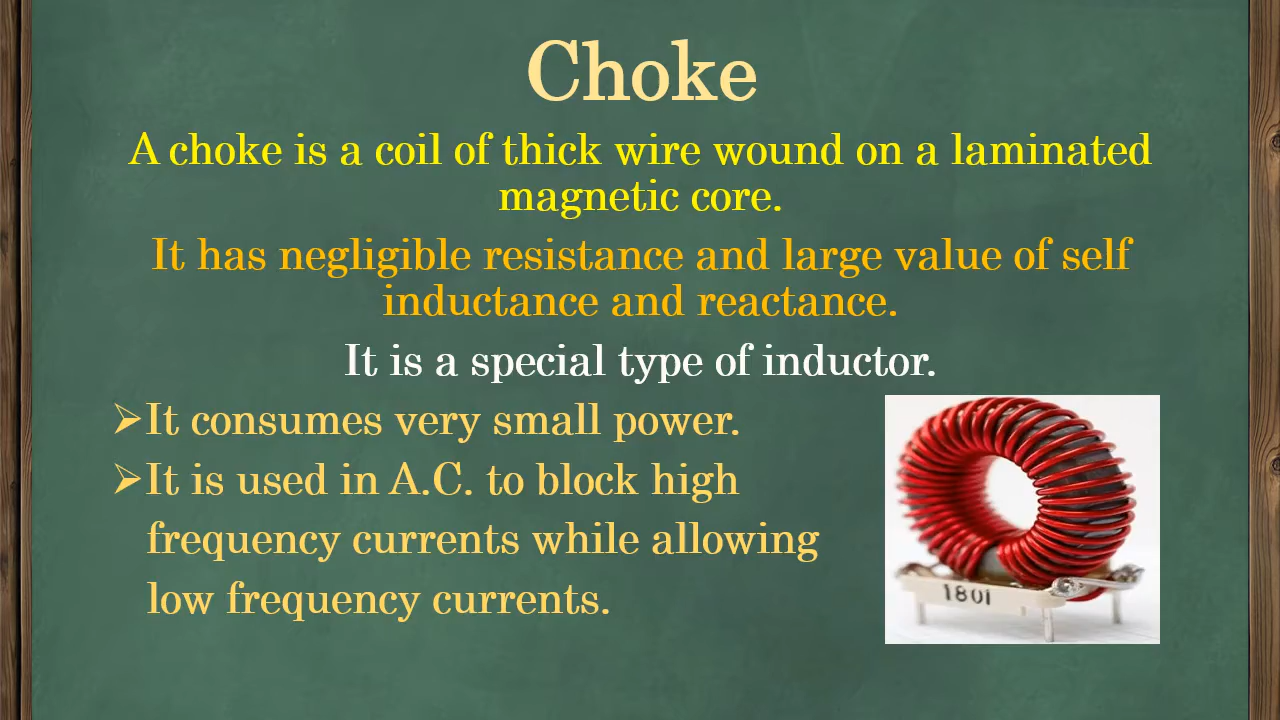 Choke
A choke is a coil of thick wire wound on a laminated
magnetic core.
It has negligible resistance and large value of self
inductance and reactance.
It is a special type of inductor.
➢It consumes very small power.
➢It is used in A.C. to block high
frequency currents while allowing
low frequency currents.
1801